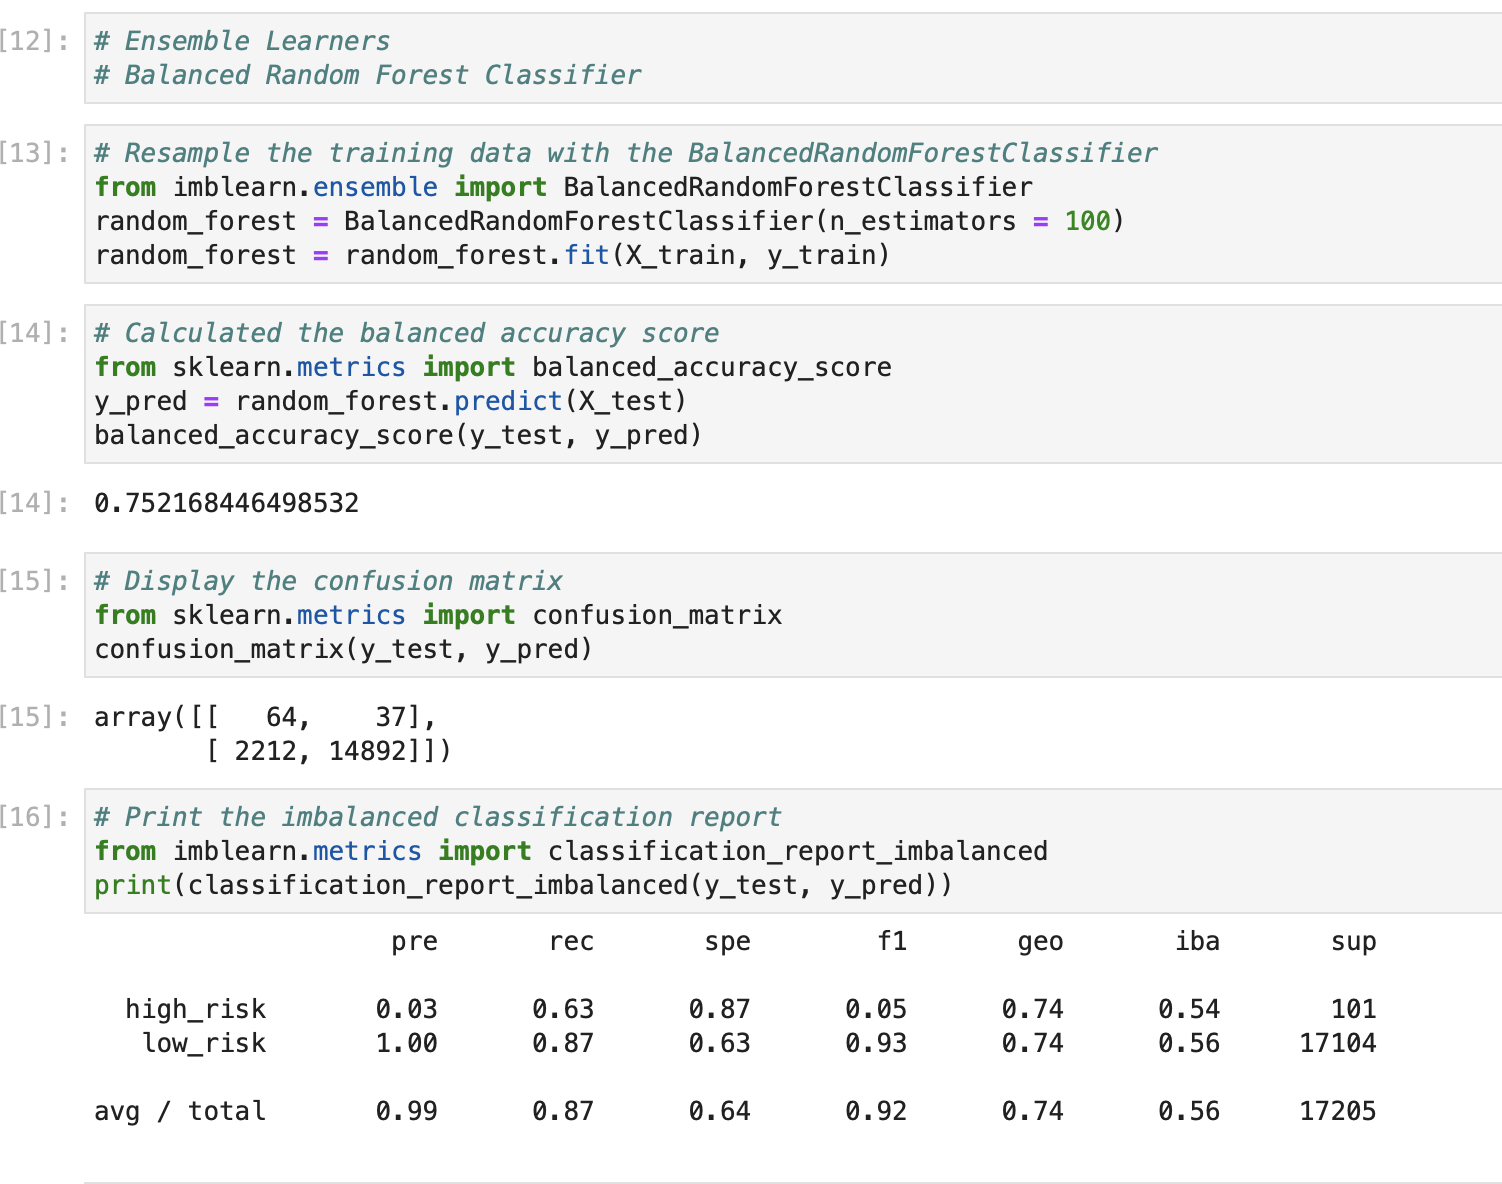 [12]: # Ensemble Learners
# Balanced Random Forest Classifier
[13]: # Resample the training data with the BalancedRandomForestClassifier
from imblearn.ensemble import BalancedRandomForestClassifier
random_forest = BalancedRandomForestClassifier(n_estimators = 100)
random_forest = random_forest.fit(X_train, y_train)
[14]: # Calculated the balanced accuracy score
from sklearn.metrics import balanced_accuracy_score
y_pred = random_forest.predict(X_test)
balanced_accuracy_score(y_test, y_pred)
[14]: 0.752168446498532
[15]: # Display the confusion matrix
from sklearn.metrics import confusion_matrix
confusion_matrix(y_test, y_pred)
[15]: array([[   64,    37],
       [ 2212, 14892]])
[16]: # Print the imbalanced classification report
from imblearn.metrics import classification_report_imbalanced
print(classification_report_imbalanced(y_test, y_pred))
                   pre       rec       spe        f1       geo       iba       sup
  high_risk       0.03      0.63      0.87      0.05      0.74      0.54       101
   low_risk       1.00      0.87      0.63      0.93      0.74      0.56     17104
avg / total       0.99      0.87      0.64      0.92      0.74      0.56     17205